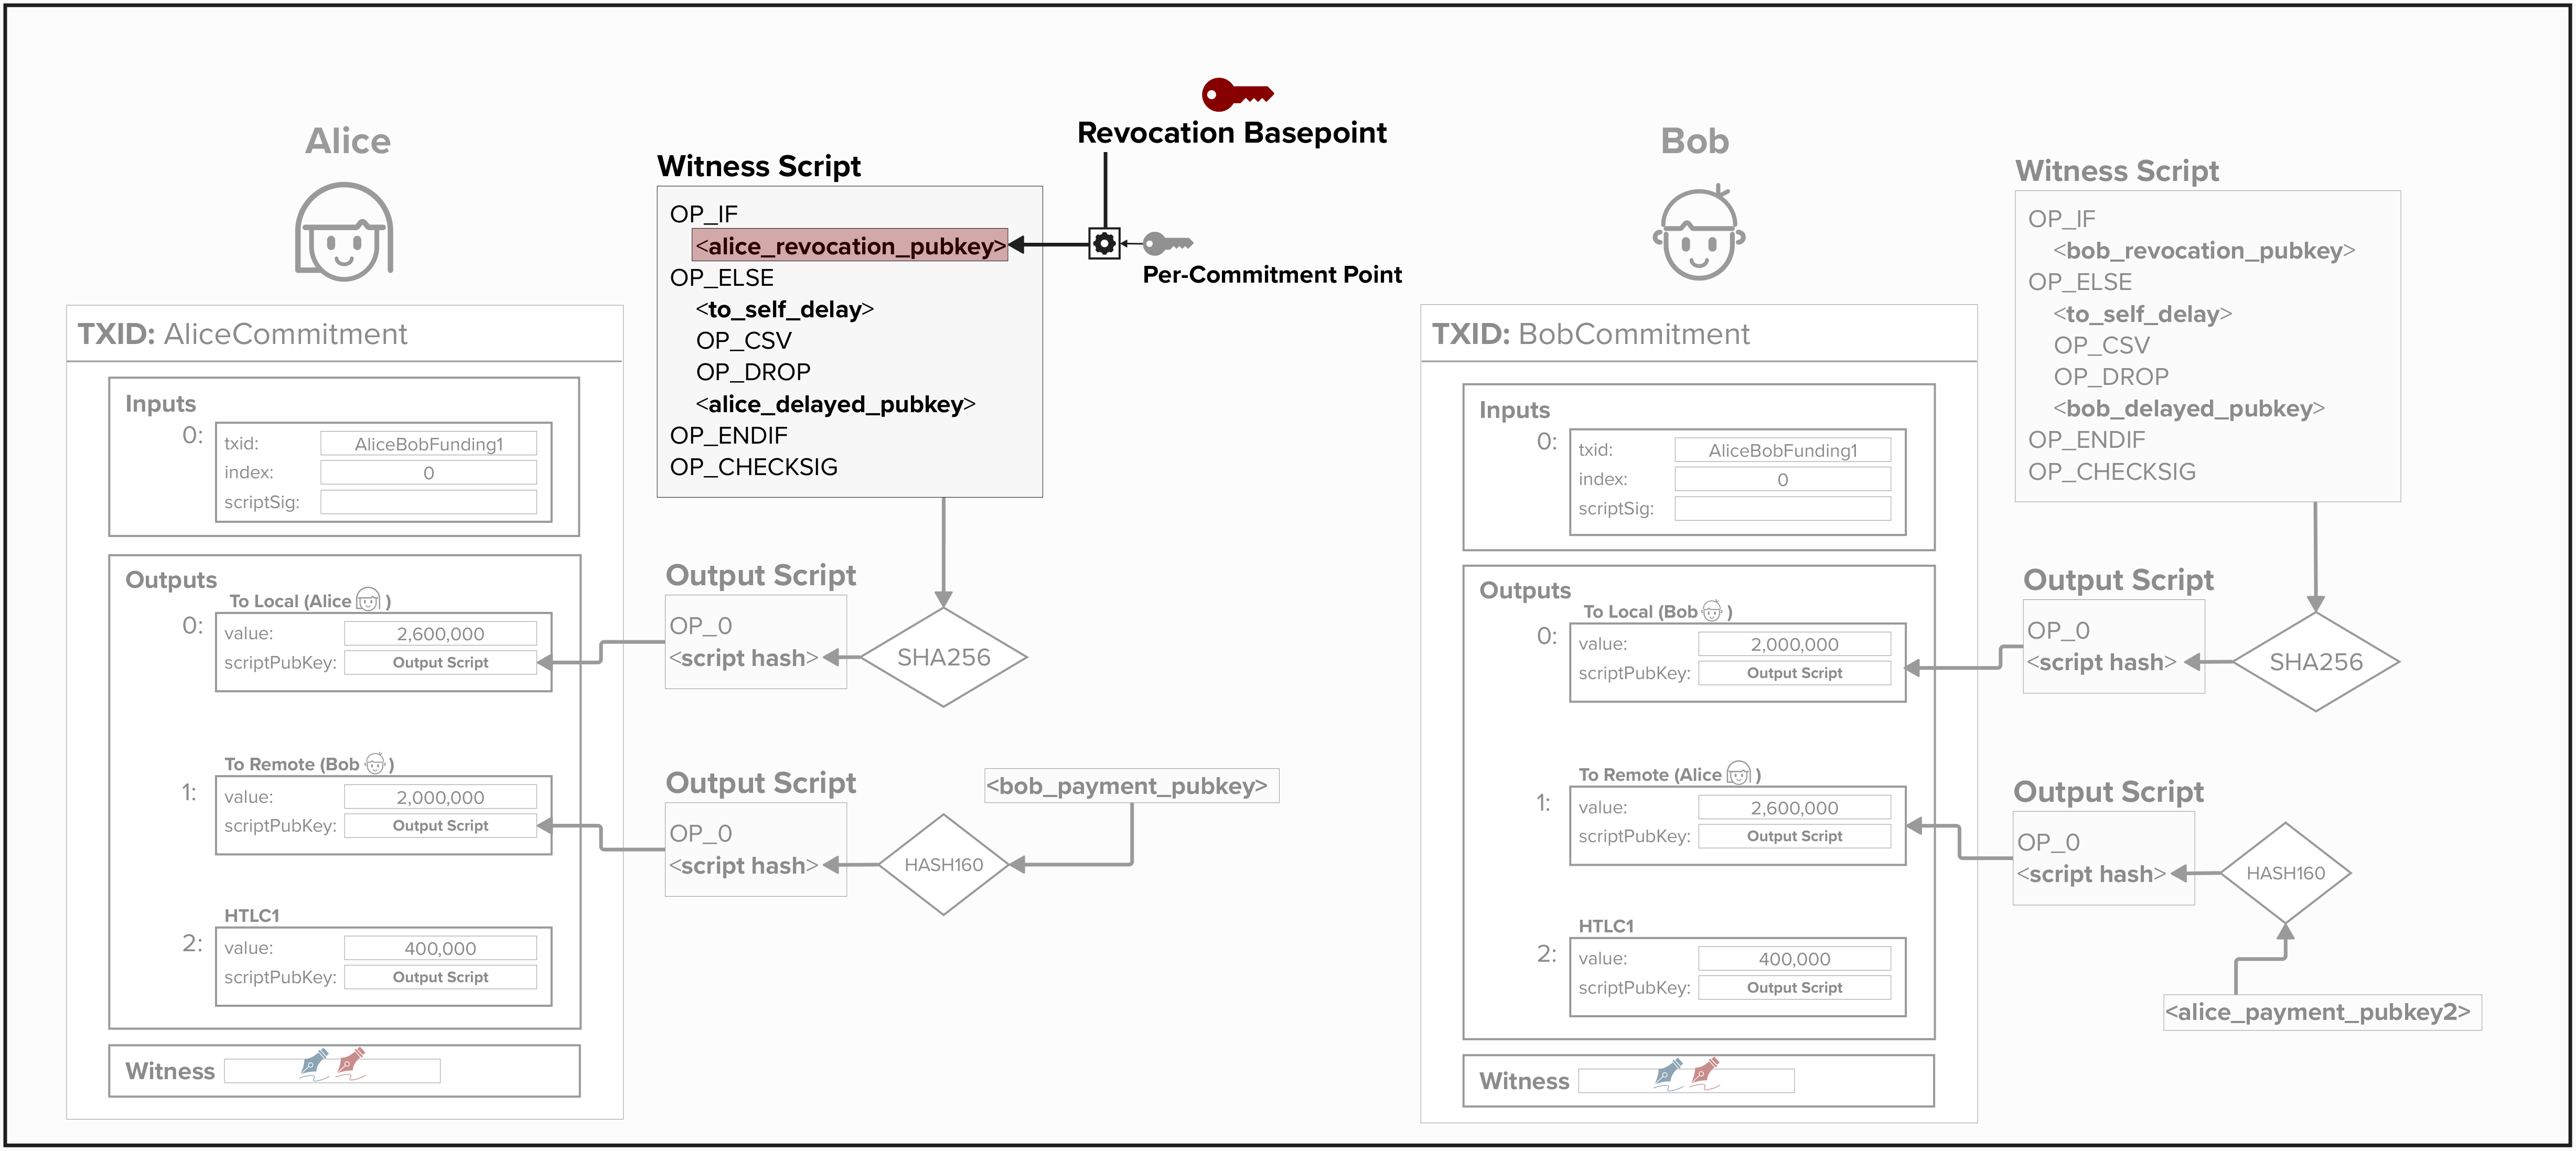 Alice
TXID: AliceCommitment
Inputs
0:
txid: AliceBobFunding1
index: 0
scriptSig:
Outputs
To Local (Alice )
0:
value: 2,600,000
scriptPubKey: Output Script
To Remote (Bob )
1:
value: 2,000,000
scriptPubKey: Output Script
HTLC1
2:
value: 400,000
scriptPubKey: Output Script
Witness
Witness Script
OP_IF
<alice_revocation_pubkey>
OP_ELSE
<to_self_delay>
OP_CSV
OP_DROP
<alice_delayed_pubkey>
OP_ENDIF
OP_CHECKSIG
Revocation Basepoint
Per-Commitment Point
Output Script
OP_0
<script hash>
SHA256
Output Script
OP_0
<script hash>
HASH160
<bob_payment_pubkey>
Bob
TXID: BobCommitment
Inputs
0:
txid: AliceBobFunding1
index: 0
scriptSig:
Outputs
To Local (Bob )
0:
value: 2,000,000
scriptPubKey: Output Script
To Remote (Alice )
1:
value: 2,600,000
scriptPubKey: Output Script
HTLC1
2:
value: 400,000
scriptPubKey: Output Script
Witness
Witness Script
OP_IF
<bob_revocation_pubkey>
OP_ELSE
<to_self_delay>
OP_CSV
OP_DROP
<bob_delayed_pubkey>
OP_ENDIF
OP_CHECKSIG
Output Script
OP_0
<script hash>
SHA256
Output Script
OP_0
<script hash>
HASH160
<alice_payment_pubkey2>